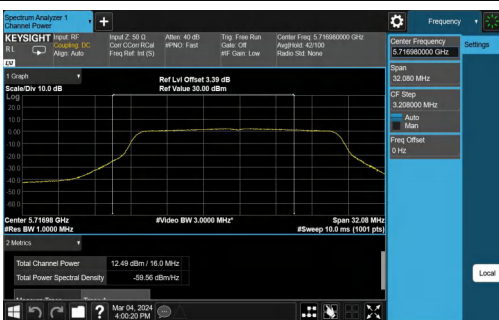 Spectrum Analyzer 1
Channel Power
+
Frequency
KEYSIGHT
Input: RF
Coupling: DC
Align: Auto
Input Z: 50 Ω
Corr CCorr RCal
Freq Ref: Int (S)
Atten: 40 dB
#PNO: Fast
Trig: Free Run
Gate: Off
#IF Gain: Low
Center Freq: 5.716980000 GHz
Avg|Hold: 42/100
Radio Std: None
RL
LXI
Center Frequency
5.716980000 GHz
Settings
Span
32.080 MHz
CF Step
3.208000 MHz
Auto
Man
Freq Offset
0 Hz
Local
1 Graph
Scale/Div 10.0 dB
Ref Lvl Offset 3.39 dB
Ref Value 30.00 dBm
Log
20.0
10.0
0.00
-10.0
-20.0
-30.0
-40.0
-50.0
-60.0
Center 5.71698 GHz
#Res BW 1.0000 MHz
#Video BW 3.0000 MHz*
Span 32.08 MHz
#Sweep 10.0 ms (1001 pts)
2 Metrics
Total Channel Power 12.49 dBm / 16.0 MHz
Total Power Spectral Density -59.56 dBm/Hz
?
Mar 04, 2024
4:00:20 PM